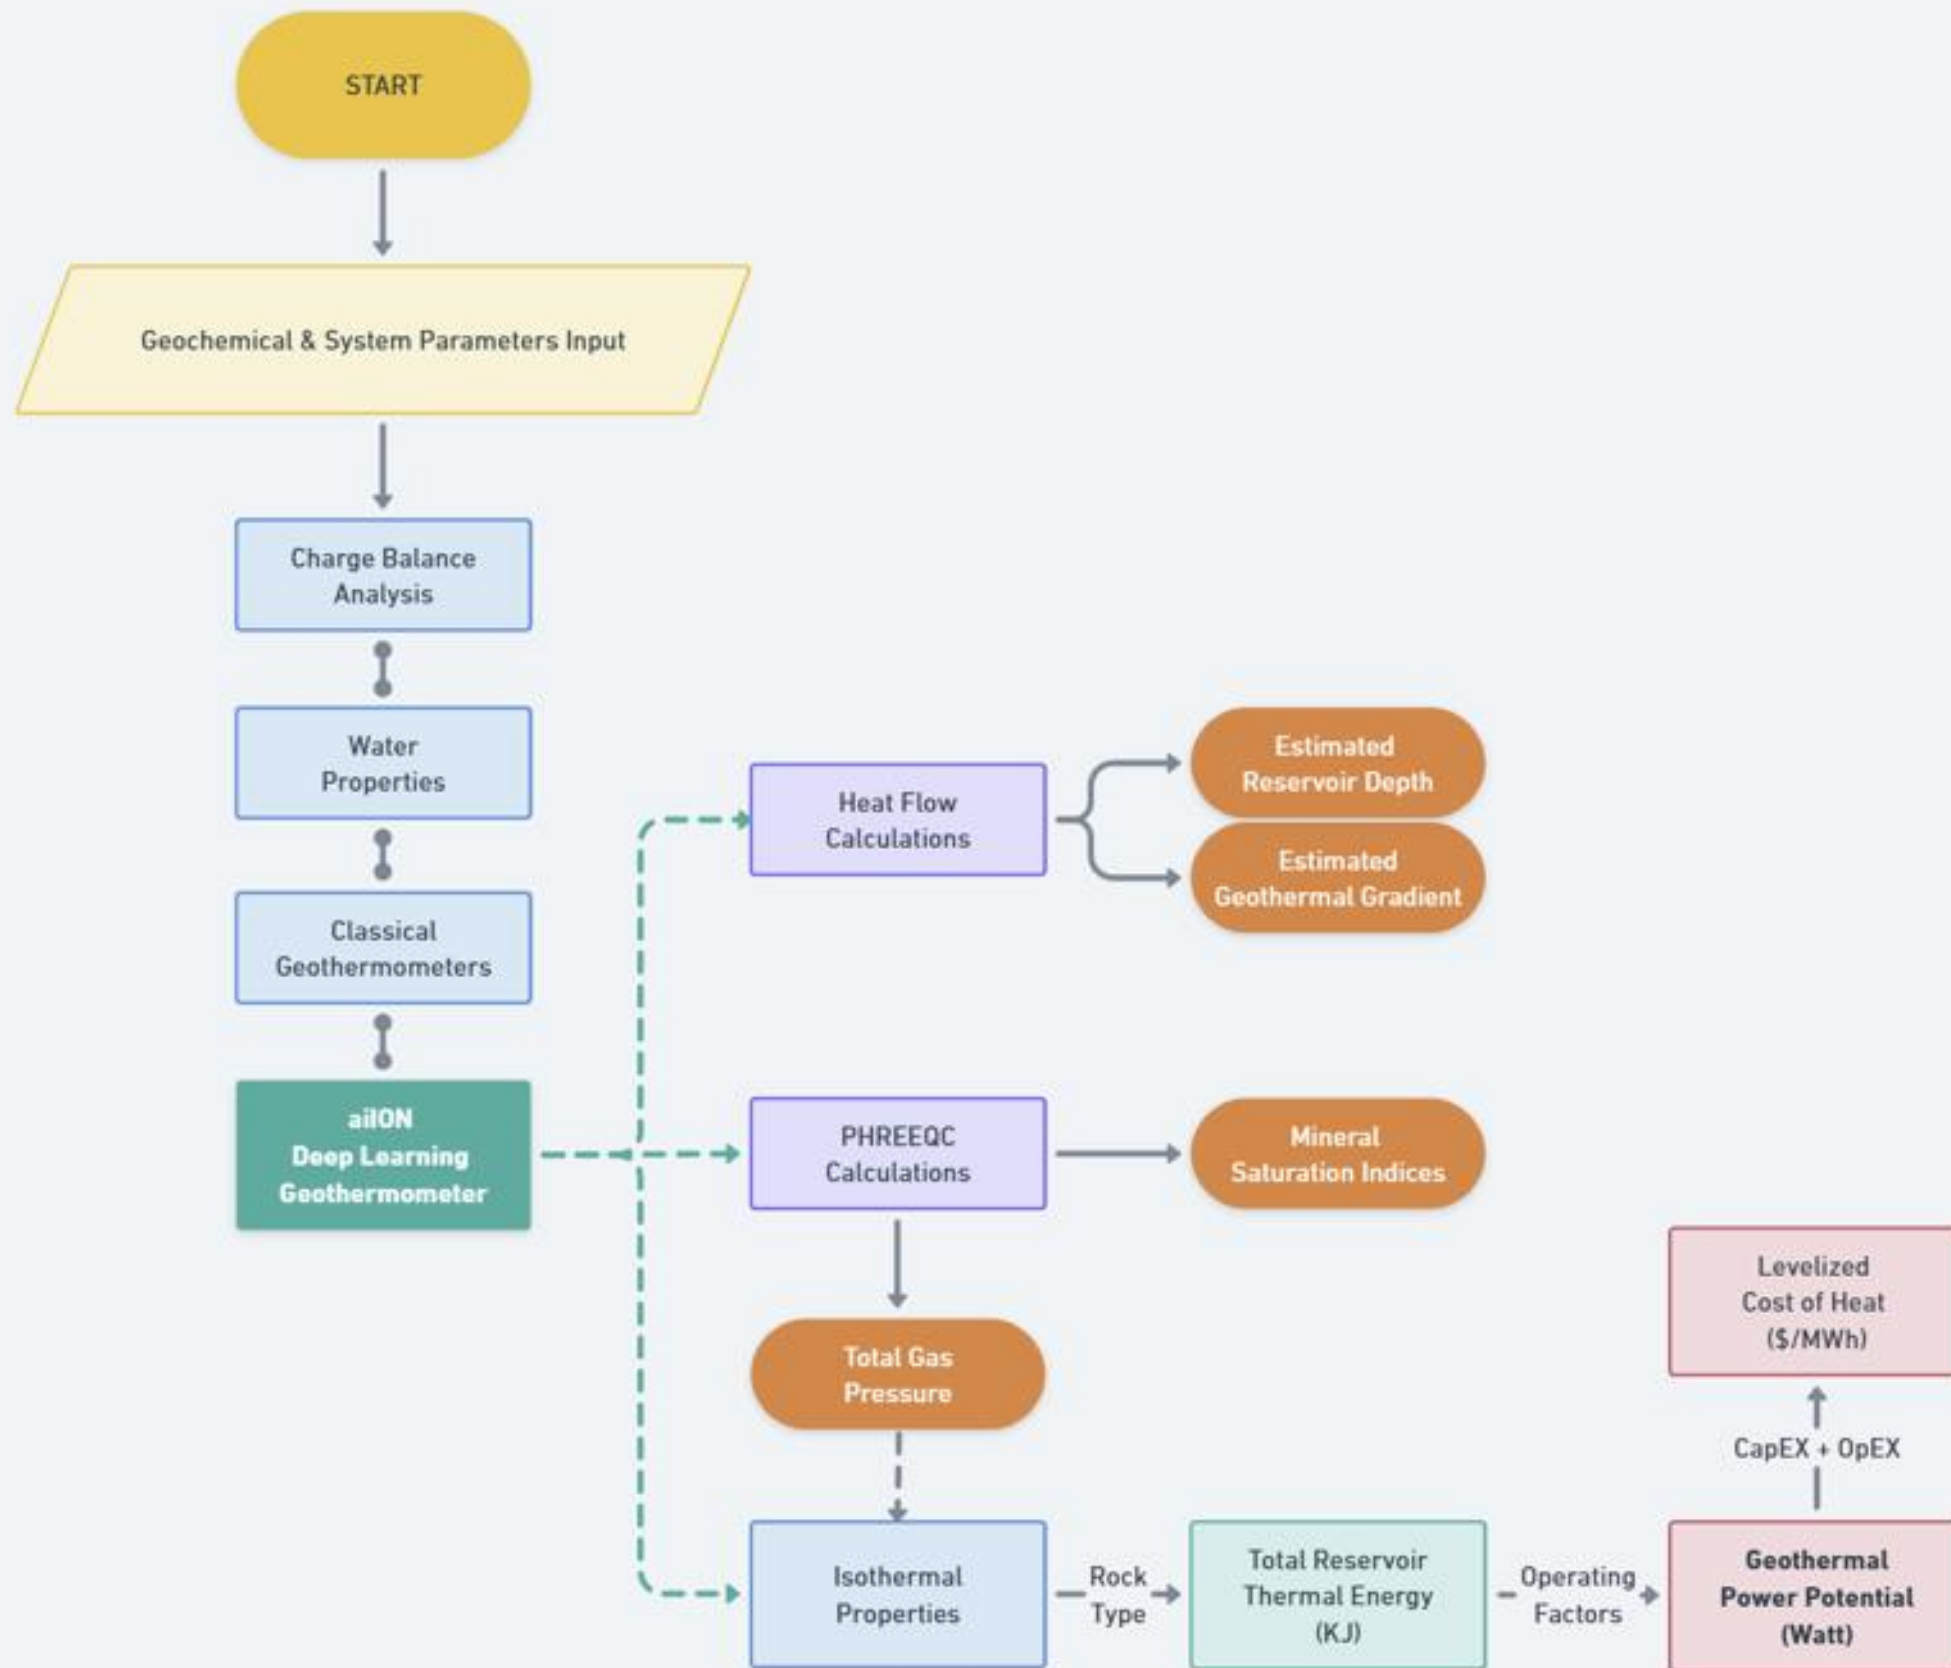 START
Geochemical & System Parameters Input
Charge Balance
Analysis
Water
Properties
Classical
Geothermometers
aiION
Deep Learning
Geothermometer
Heat Flow
Calculations
Estimated
Reservoir Depth
Estimated
Geothermal Gradient
PHREEQC
Calculations
Mineral
Saturation Indices
Total Gas
Pressure
Isothermal
Properties
Rock
Type
Total Reservoir
Thermal Energy
(KJ)
Operating
Factors
Geothermal
Power Potential
(Watt)
CapEX + OpEX
Levelized
Cost of Heat
($/MWh)